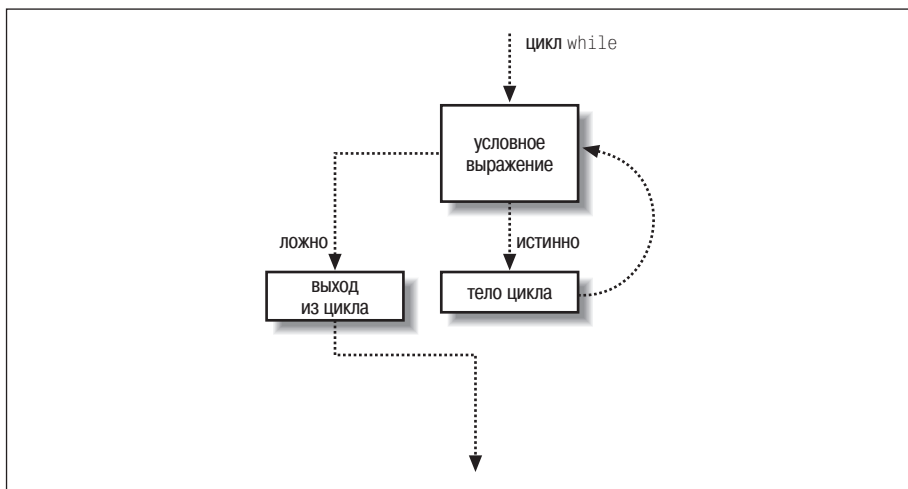 цикл while
условное
выражение
ложно
истинно
выход
из цикла
тело цикла